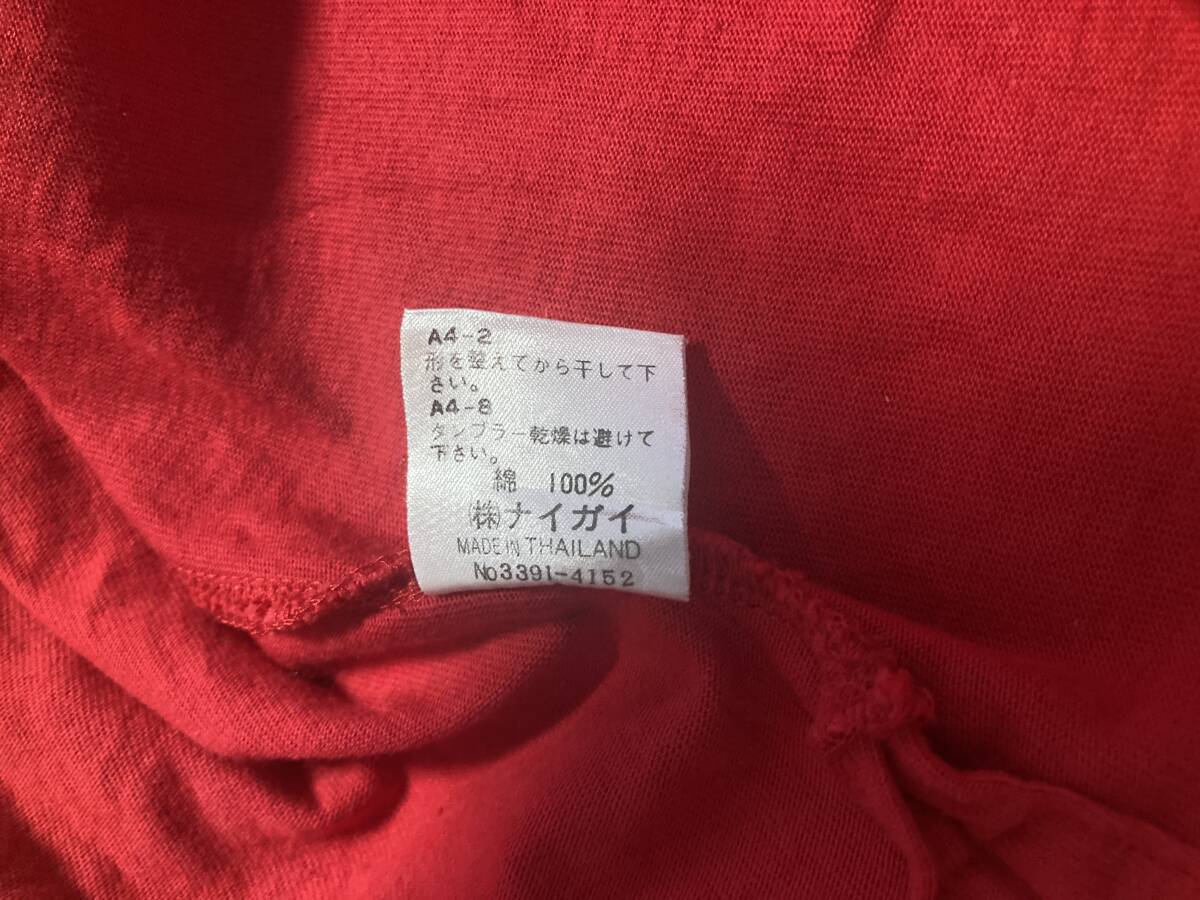 A4-2
形を整えてから干して下
さい。
A4-8
タンブラー乾燥は避けて
下さい。
綿 100%
㈱ナイガイ
MADE IN THAILAND
No3391-4152